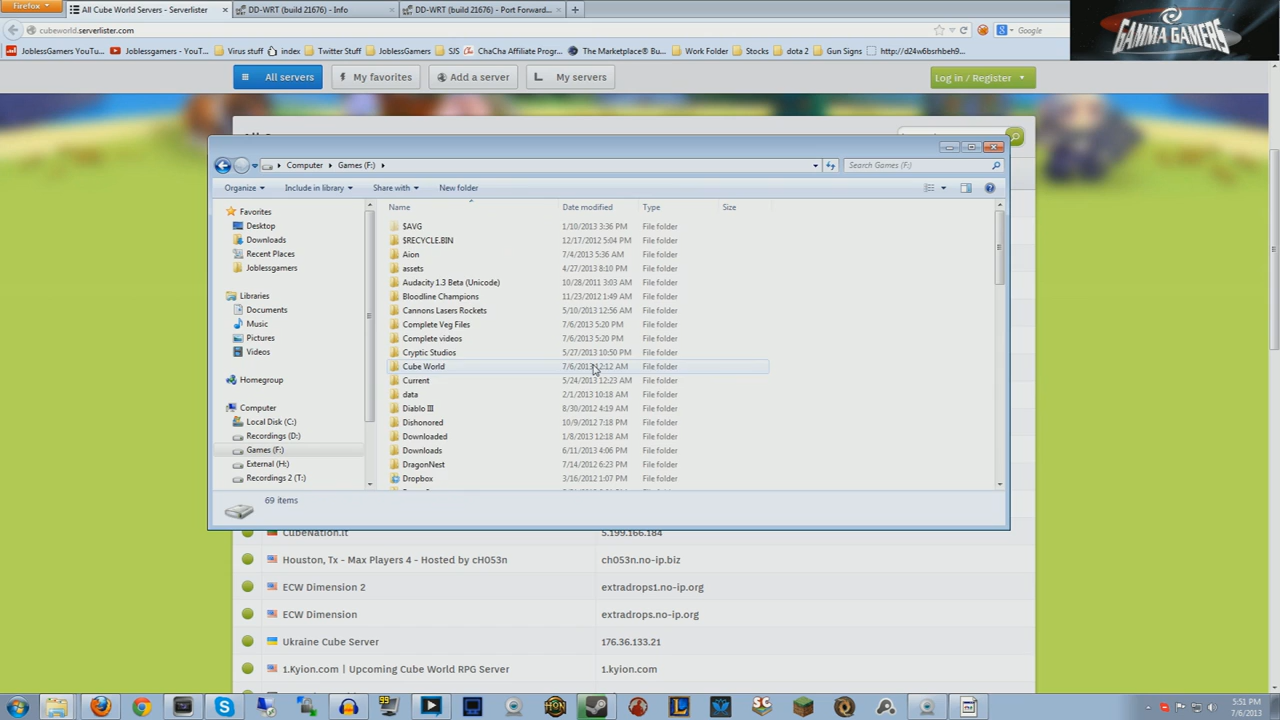 Firefox
All Cube World Servers - Serverlister
DD-WRT (build 21676) - Info
DD-WRT (build 21676) - Port Forward...
cubeworld.serverlister.com
Google
JoblessGamers YouTu...
Joblessgamers - YouT...
Virus stuff
index
Twitter Stuff
JoblessGamers
SJS
ChaCha Affiliate Progr...
The Marketplace® Bu...
Work Folder
Stocks
dota 2
Gun Signs
http://d24w6bsrhbeh9...
GAMMA GAMERS
All servers
My favorites
Add a server
My servers
Log in / Register
Computer
Games (F:)
Search Games (F:)
Organize
Include in library
Share with
New folder
Name
Date modified
Type
Size
Favorites
Desktop
Downloads
Recent Places
Joblessgamers
Libraries
Documents
Music
Pictures
Videos
Homegroup
Computer
Local Disk (C:)
Recordings (D:)
Games (F:)
External (H:)
Recordings 2 (T:)
$AVG 1/10/2013 3:36 PM File folder
$RECYCLE.BIN 12/17/2012 5:04 PM File folder
Aion 7/4/2013 5:36 AM File folder
assets 4/27/2013 8:10 PM File folder
Audacity 1.3 Beta (Unicode) 10/28/2011 3:03 AM File folder
Bloodline Champions 11/23/2012 1:49 AM File folder
Cannons Lasers Rockets 5/10/2013 12:56 AM File folder
Complete Veg Files 7/6/2013 5:20 PM File folder
Complete videos 7/6/2013 5:20 PM File folder
Cryptic Studios 5/27/2013 10:50 PM File folder
Cube World 7/6/2013 12:12 AM File folder
Current 5/24/2013 12:23 AM File folder
data 2/1/2013 10:18 AM File folder
Diablo III 8/30/2012 4:19 AM File folder
Dishonored 10/9/2012 7:18 PM File folder
Downloaded 1/8/2013 12:18 AM File folder
Downloads 6/11/2013 4:06 PM File folder
DragonNest 7/14/2012 6:23 PM File folder
Dropbox 3/16/2012 1:07 PM File folder
69 items
CubeNation.it 5.199.166.184
Houston, Tx - Max Players 4 - Hosted by cH053n ch053n.no-ip.biz
ECW Dimension 2 extradrops1.no-ip.org
ECW Dimension extradrops.no-ip.org
Ukraine Cube Server 176.36.133.21
1.Kyion.com | Upcoming Cube World RPG Server 1.kyion.com
99
HON
SC
5:51 PM
7/6/2013